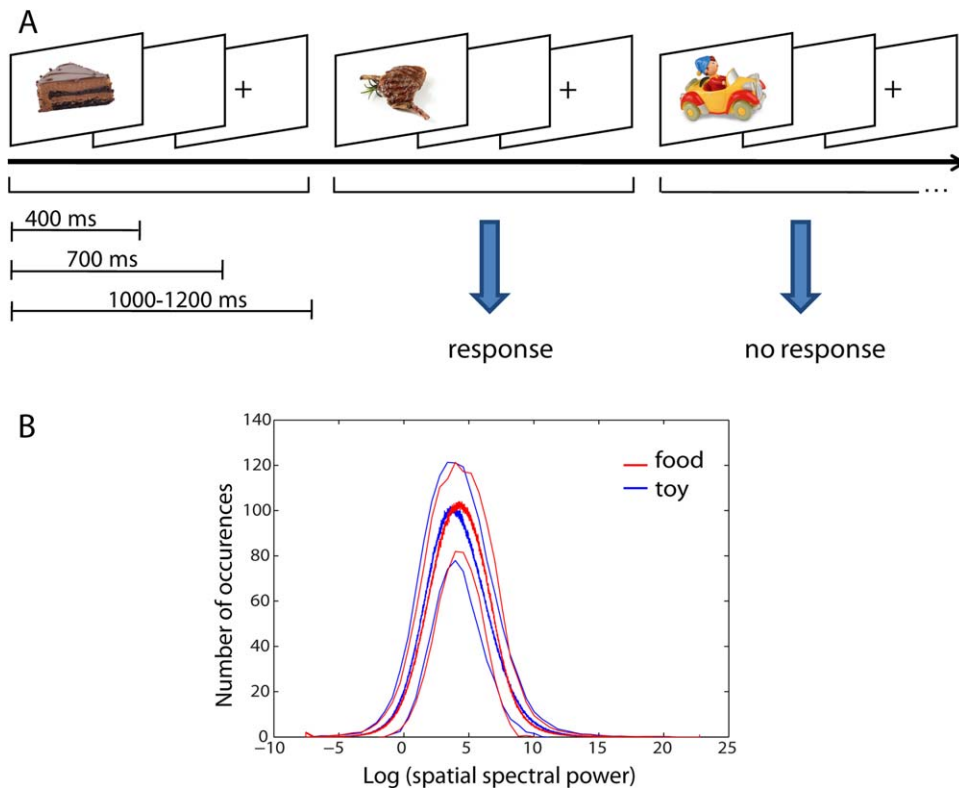 A
+ + +
...
400 ms
700 ms
1000-1200 ms
response no response
B
140
120
100
80
60
40
20
0
−10 −5 0 5 10 15 20 25
food
toy
Number of occurences
Log (spatial spectral power)